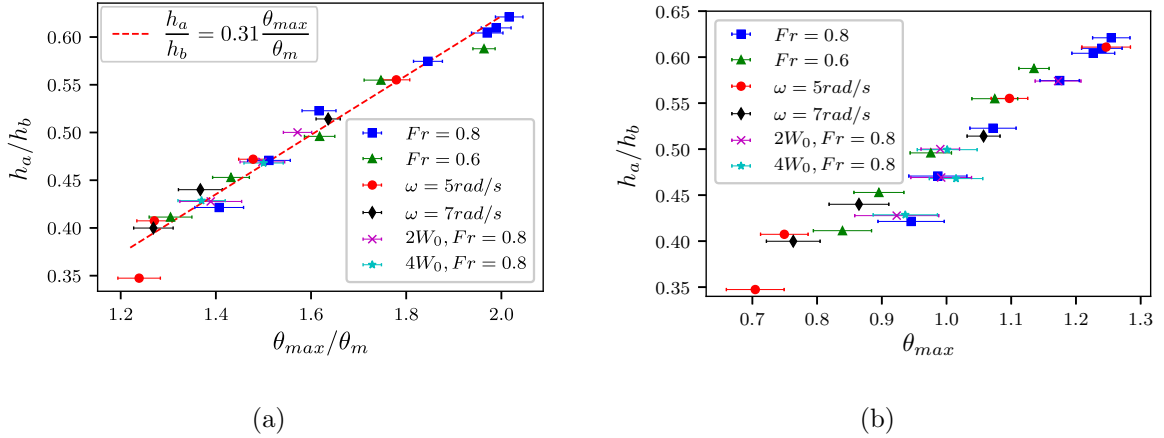 h_a/h_b
0.60
0.55
0.50
0.45
0.40
0.35
h_a/h_b = 0.31 θ_max/θ_m
Fr = 0.8
Fr = 0.6
ω = 5rad/s
ω = 7rad/s
2W_0, Fr = 0.8
4W_0, Fr = 0.8
1.2 1.4 1.6 1.8 2.0
θ_max/θ_m
(a)
h_a/h_b
0.65
0.60
0.55
0.50
0.45
0.40
0.35
Fr = 0.8
Fr = 0.6
ω = 5rad/s
ω = 7rad/s
2W_0, Fr = 0.8
4W_0, Fr = 0.8
0.7 0.8 0.9 1.0 1.1 1.2 1.3
θ_max
(b)